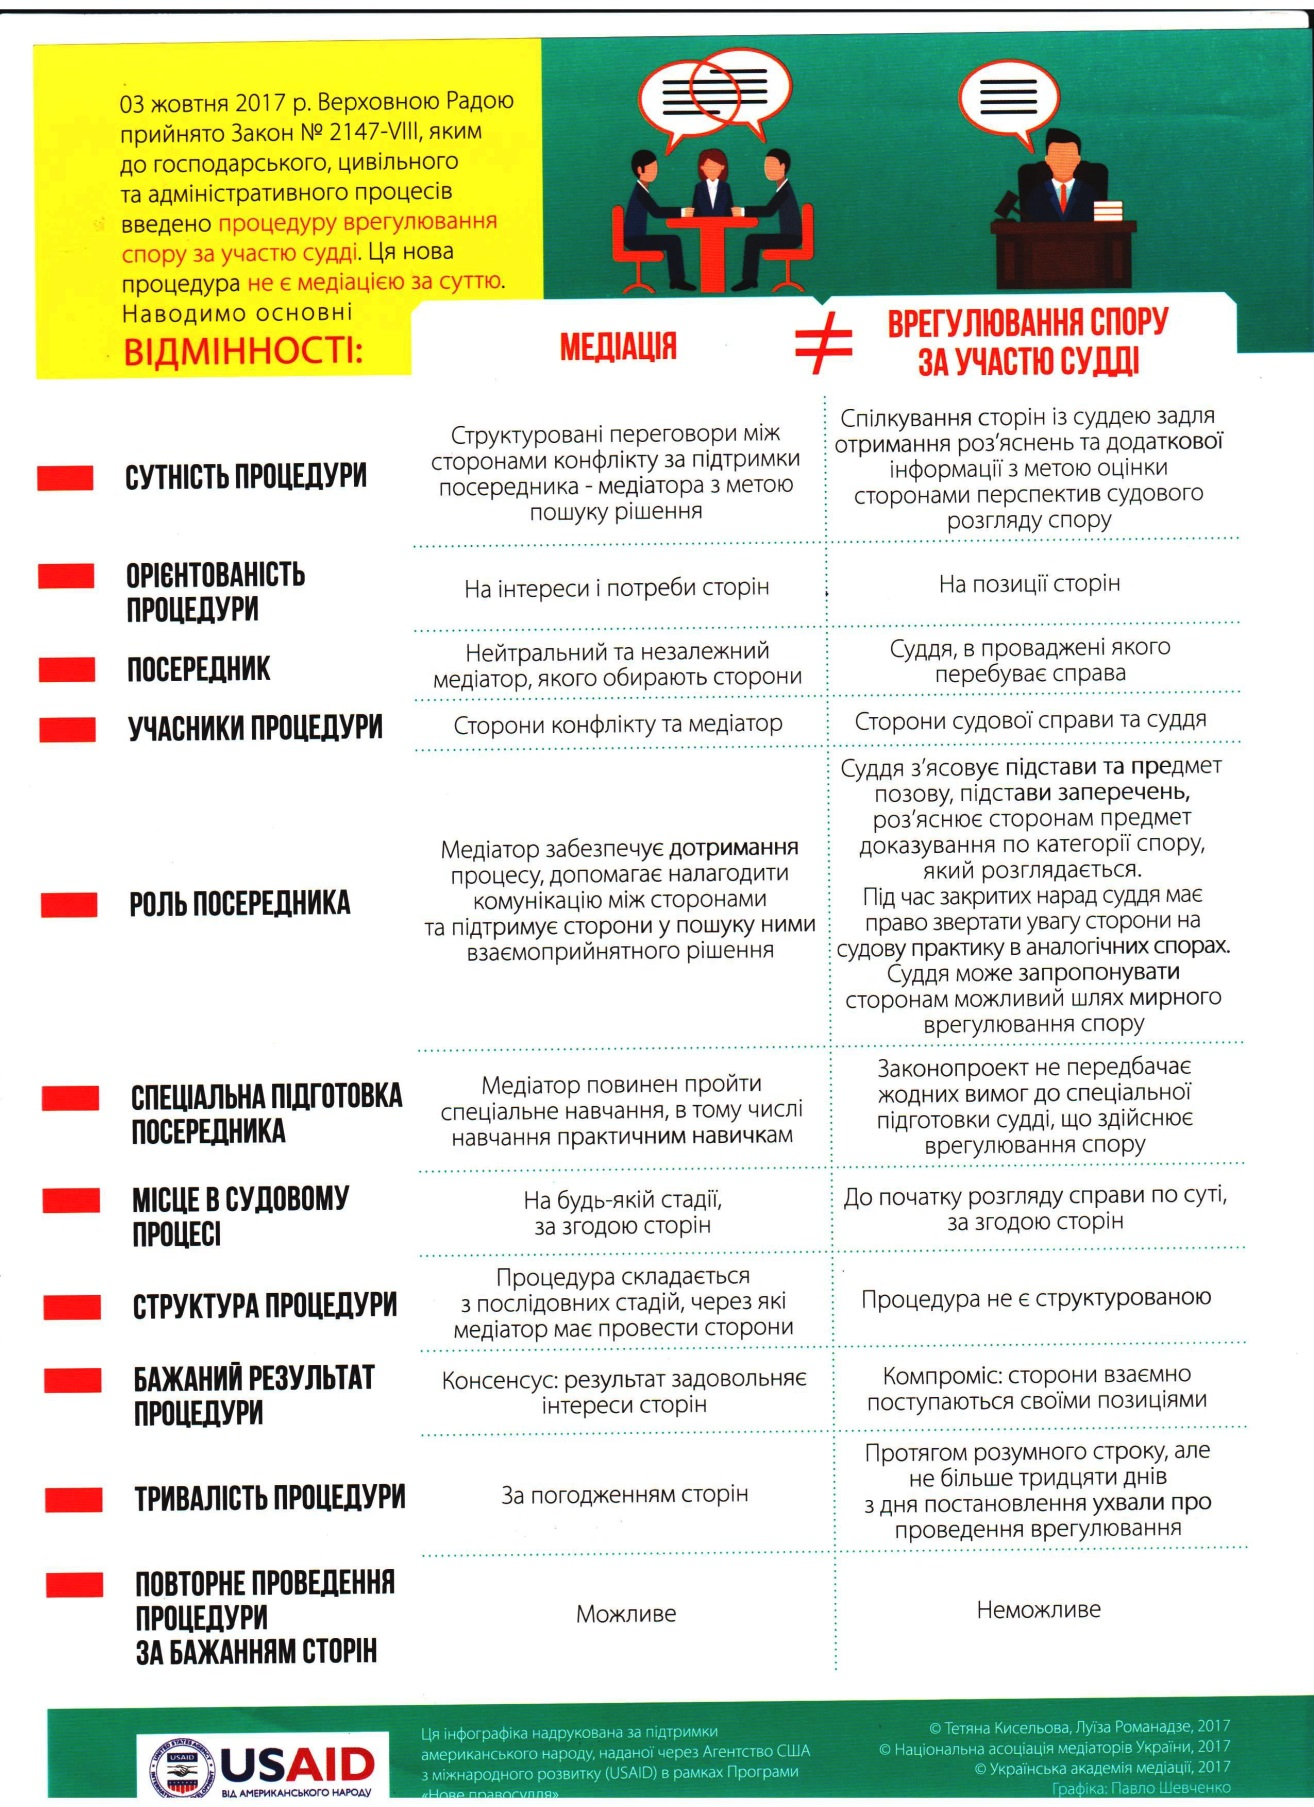 03 жовтня 2017 р. Верховною Радою
прийнято Закон № 2147-VIII, яким
до господарського, цивільного
та адміністративного процесів
введено процедуру врегулювання
спору за участю судді. Ця нова
процедура не є медіацією за суттю.
Наводимо основні
ВІДМІННОСТІ:
МЕДІАЦІЯ
≠
ВРЕГУЛЮВАННЯ СПОРУ
ЗА УЧАСТЮ СУДДІ
СУТНІСТЬ ПРОЦЕДУРИ
Структуровані переговори між
сторонами конфлікту за підтримки
посередника - медіатора з метою
пошуку рішення
Спілкування сторін із суддею задля
отримання роз’яснень та додаткової
інформації з метою оцінки
сторонами перспектив судового
розгляду спору
ОРІЄНТОВАНІСТЬ
ПРОЦЕДУРИ
На інтереси і потреби сторін
На позиції сторін
ПОСЕРЕДНИК
Нейтральний та незалежний
медіатор, якого обирають сторони
Суддя, в проваджені якого
перебуває справа
УЧАСНИКИ ПРОЦЕДУРИ
Сторони конфлікту та медіатор
Сторони судової справи та суддя
РОЛЬ ПОСЕРЕДНИКА
Медіатор забезпечує дотримання
процесу, допомагає налагодити
комунікацію між сторонами
та підтримує сторони у пошуку ними
взаємоприйнятного рішення
Суддя з’ясовує підстави та предмет
позову, підстави заперечень,
роз’яснює сторонам предмет
доказування по категорії спору,
який розглядається.
Під час закритих нарад суддя має
право звертати увагу сторони на
судову практику в аналогічних спорах.
Суддя може запропонувати
сторонам можливий шлях мирного
врегулювання спору
СПЕЦІАЛЬНА ПІДГОТОВКА
ПОСЕРЕДНИКА
Медіатор повинен пройти
спеціальне навчання, в тому числі
навчання практичним навичкам
Законопроект не передбачає
жодних вимог до спеціальної
підготовки судді, що здійснює
врегулювання спору
МІСЦЕ В СУДОВОМУ
ПРОЦЕСІ
На будь-якій стадії,
за згодою сторін
До початку розгляду справи по суті,
за згодою сторін
СТРУКТУРА ПРОЦЕДУРИ
Процедура складається
з послідовних стадій, через які
медіатор має провести сторони
Процедура не є структурованою
БАЖАНИЙ РЕЗУЛЬТАТ
ПРОЦЕДУРИ
Консенсус: результат задовольняє
інтереси сторін
Компроміс: сторони взаємно
поступаються своїми позиціями
ТРИВАЛІСТЬ ПРОЦЕДУРИ
За погодженням сторін
Протягом розумного строку, але
не більше тридцяти днів
з дня постановлення ухвали про
проведення врегулювання
ПОВТОРНЕ ПРОВЕДЕННЯ
ПРОЦЕДУРИ
ЗА БАЖАННЯМ СТОРІН
Можливе
Неможливе
USAID
USAID
ВІД АМЕРИКАНСЬКОГО НАРОДУ
Ця інфографіка надрукована за підтримки
американського народу, наданої через Агентство США
з міжнародного розвитку (USAID) в рамках Програми
«Нове правосуддя»
© Тетяна Кисельова, Луїза Романадзе, 2017
© Національна асоціація медіаторів України, 2017
© Українська академія медіації, 2017
Графіка: Павло Шевченко